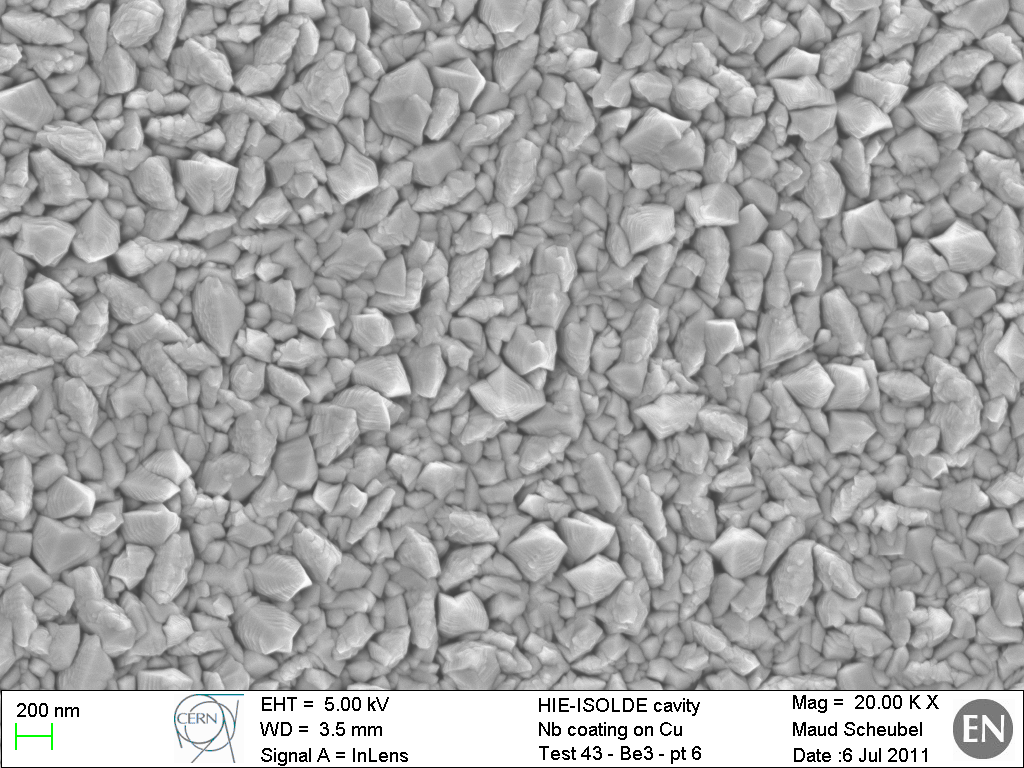 200 nm
CERN
EHT =  5.00 kV
WD =  3.5 mm
Signal A = InLens
HIE-ISOLDE cavity
Nb coating on Cu
Test 43 - Be3 - pt 6
Mag =  20.00 K X
Maud Scheubel
Date :6 Jul 2011
EN